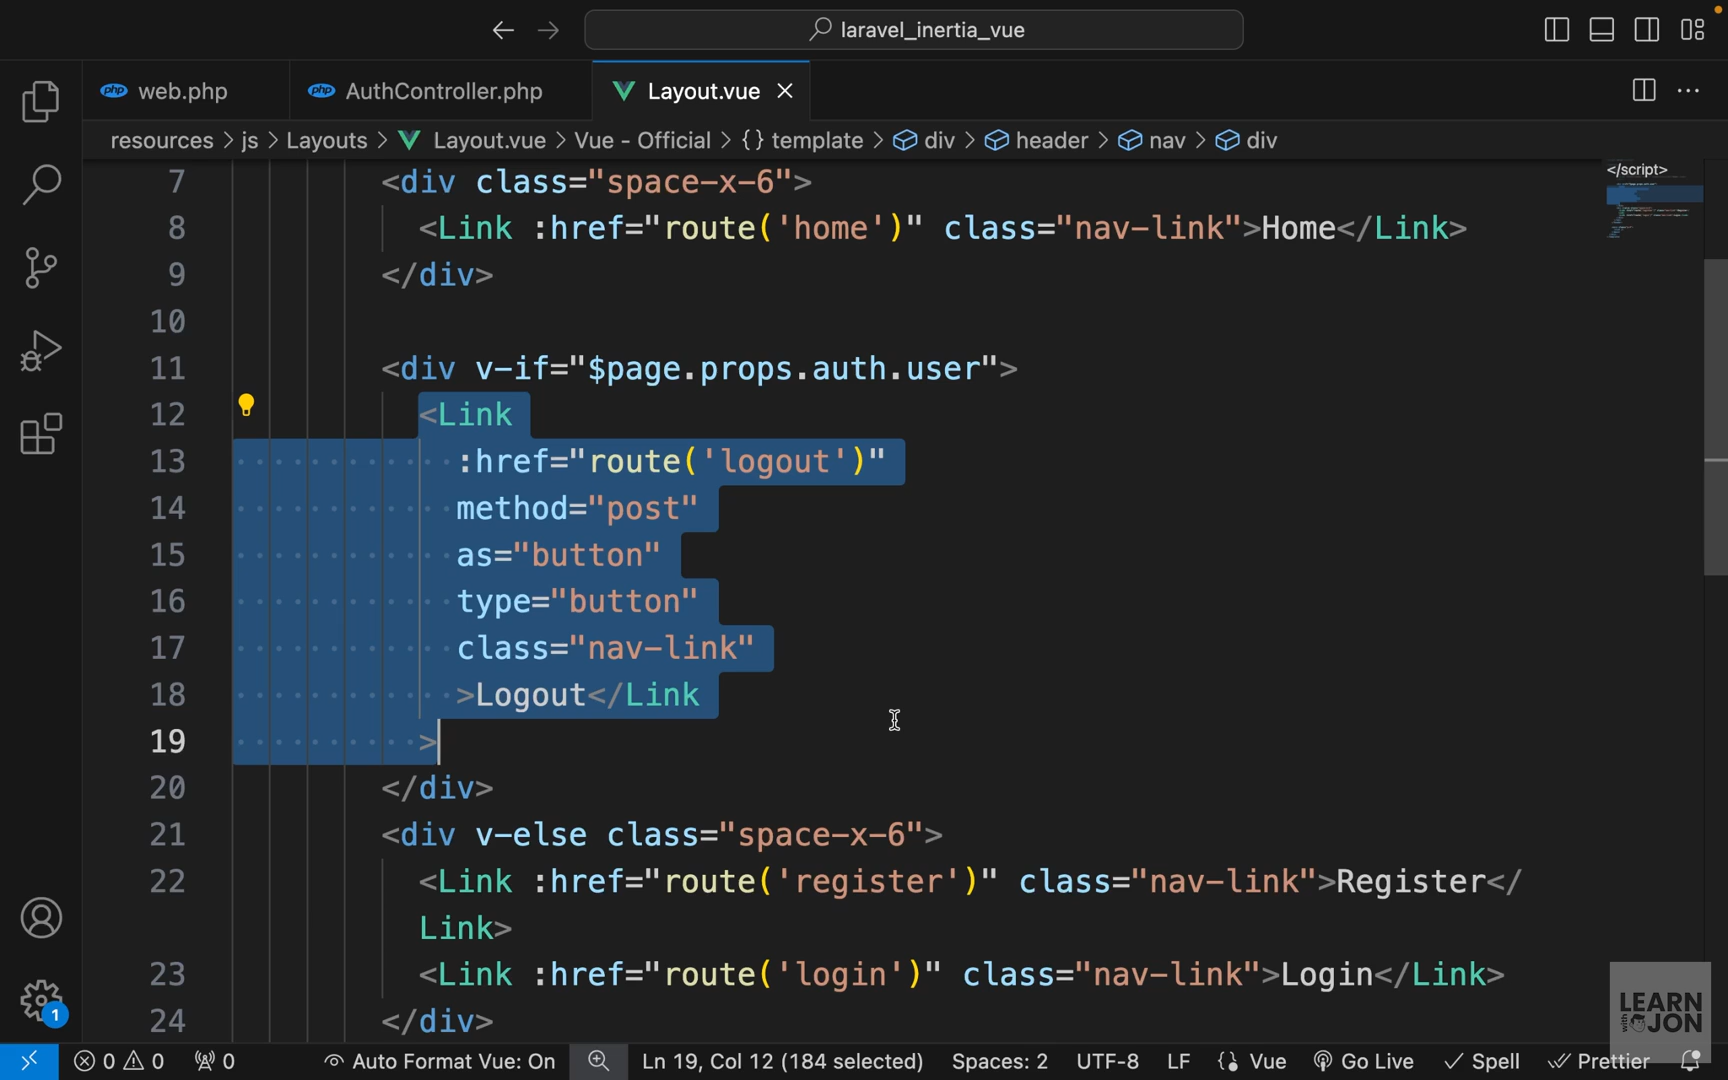 laravel_inertia_vue
php web.php php AuthController.php Layout.vue
resources > js > Layouts > Layout.vue > Vue - Official > {} template > div > header > nav > div
</script>
7 <div class="space-x-6">
8 <Link :href="route('home')" class="nav-link">Home</Link>
9 </div>
10
11 <div v-if="$page.props.auth.user">
12 <Link
13 :href="route('logout')"
14 method="post"
15 as="button"
16 type="button"
17 class="nav-link"
18 >Logout</Link
19 >
20 </div>
21 <div v-else class="space-x-6">
22 <Link :href="route('register')" class="nav-link">Register</
Link>
23 <Link :href="route('login')" class="nav-link">Login</Link>
24 </div>
LEARN
with JON
1
0 0 0 Auto Format Vue: On Ln 19, Col 12 (184 selected) Spaces: 2 UTF-8 LF {} Vue Go Live Spell Prettier